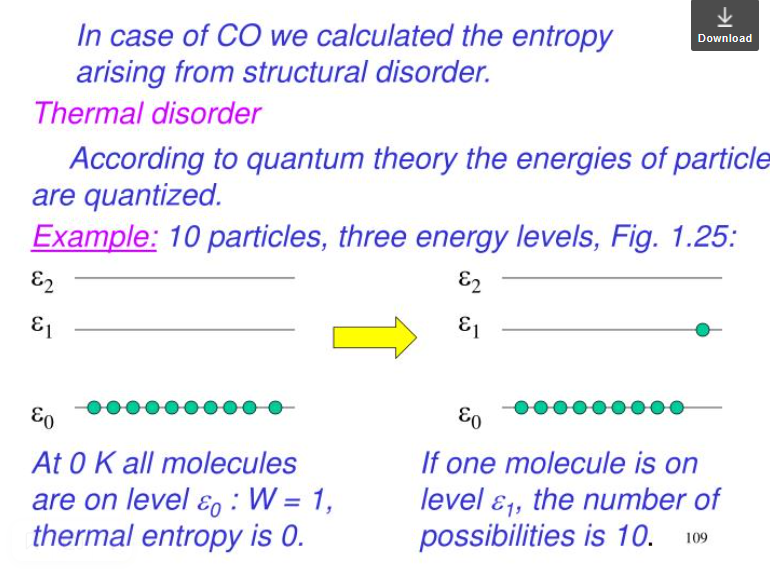 Download
In case of CO we calculated the entropy
arising from structural disorder.
Thermal disorder
According to quantum theory the energies of particle
are quantized.
Example: 10 particles, three energy levels, Fig. 1.25:
ε2
ε1
ε0
At 0 K all molecules
are on level ε0 : W = 1,
thermal entropy is 0.
ε2
ε1
ε0
If one molecule is on
level ε1, the number of
possibilities is 10.
109